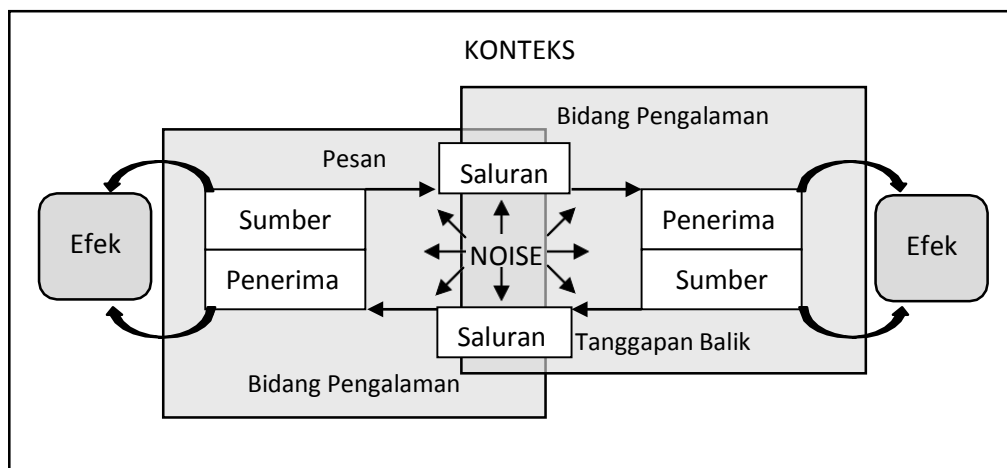 KONTEKS
Bidang Pengalaman
Pesan
Saluran
Sumber
Penerima
Efek
Efek
NOISE
Penerima
Sumber
Saluran
Tanggapan Balik
Bidang Pengalaman